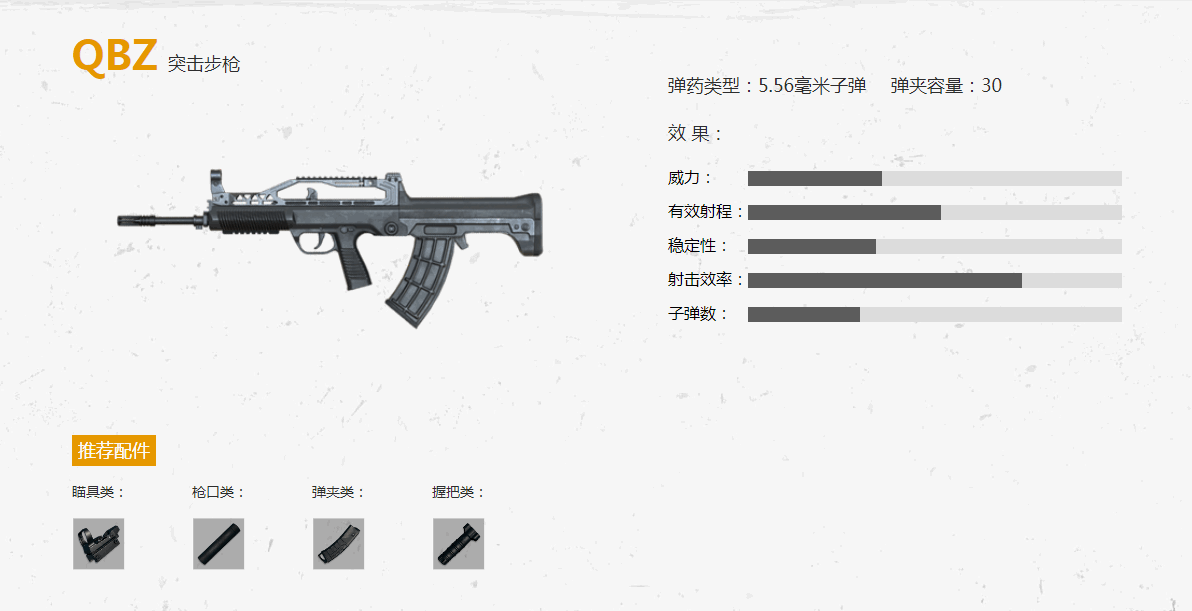 QBZ 突击步枪
弹药类型：5.56毫米子弹 弹夹容量：30
效 果：
威力：
有效射程：
稳定性：
射击效率：
子弹数：
推荐配件
瞄具类： 枪口类： 弹夹类： 握把类：